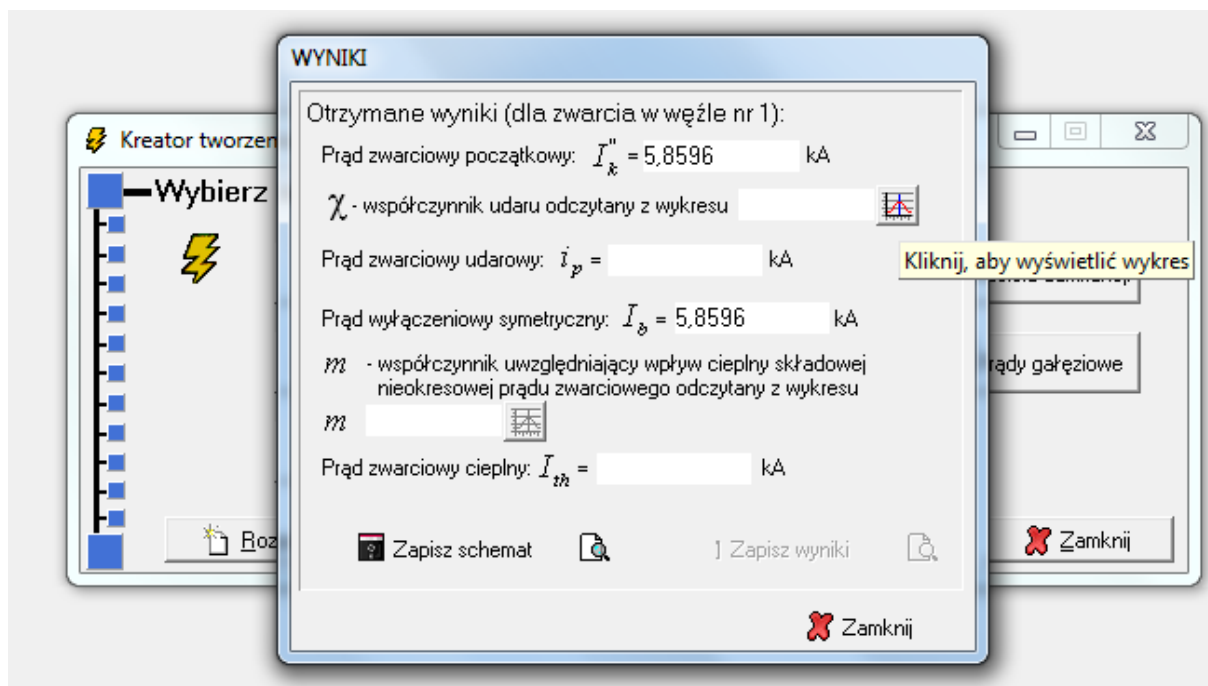 WYNIKI
Otrzymane wyniki (dla zwarcia w węźle nr 1):
Prąd zwarciowy początkowy: I"k = 5,8596 kA
χ - współczynnik udaru odczytany z wykresu
Prąd zwarciowy udarowy: ip = kA
Kliknij, aby wyświetlić wykres
Prąd wyłączeniowy symetryczny: Ib = 5,8596 kA
m - współczynnik uwzględniający wpływ cieplny składowej
nieokresowej prądu zwarciowego odczytany z wykresu
m
Prąd zwarciowy cieplny: Ith = kA
Zapisz schemat
Zapisz wyniki
Zamknij
Kreator tworzen
Wybierz
rądy gałęziowe
Roz
Zamknij